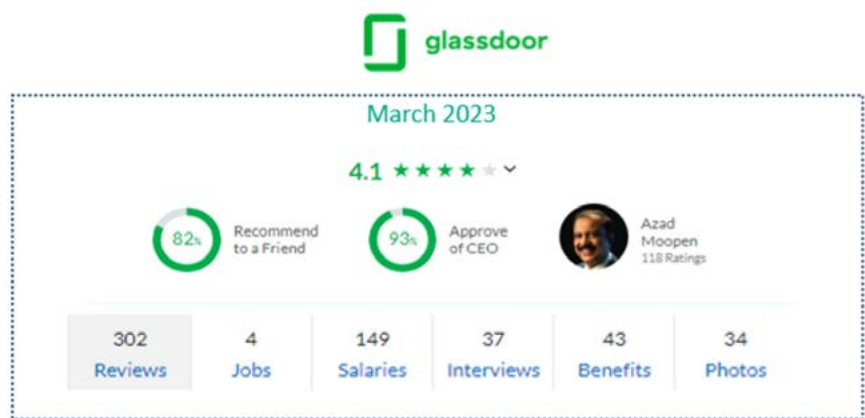 glassdoor
March 2023
4.1
82%
Recommend
to a Friend
93%
Approve
of CEO
Azad
Moopen
118 Ratings
302
Reviews
4
Jobs
149
Salaries
37
Interviews
43
Benefits
34
Photos